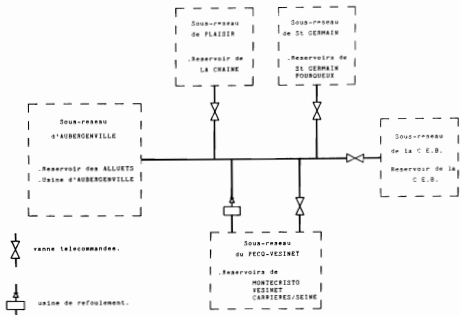 Sous-reseau
de PLAISIR
.Reservoir de
LA CHAINE
Sous-reseau
de St GERMAIN
.Reservoirs de
St GERMAIN
FOURQUEUX
Sous-reseau
d'AUBERGENVILLE
.Reservoir des ALLUETS
.Usine d'AUBERGENVILLE
Sous-reseau
de la C E.B.
Reservoir de la
C E.B.
Sous-reseau
du PECQ-VESINET
.Reservoirs de
MONTECRISTO
VESINET
CARRIERES/SEINE
vanne telecommandee.
usine de refoulement.